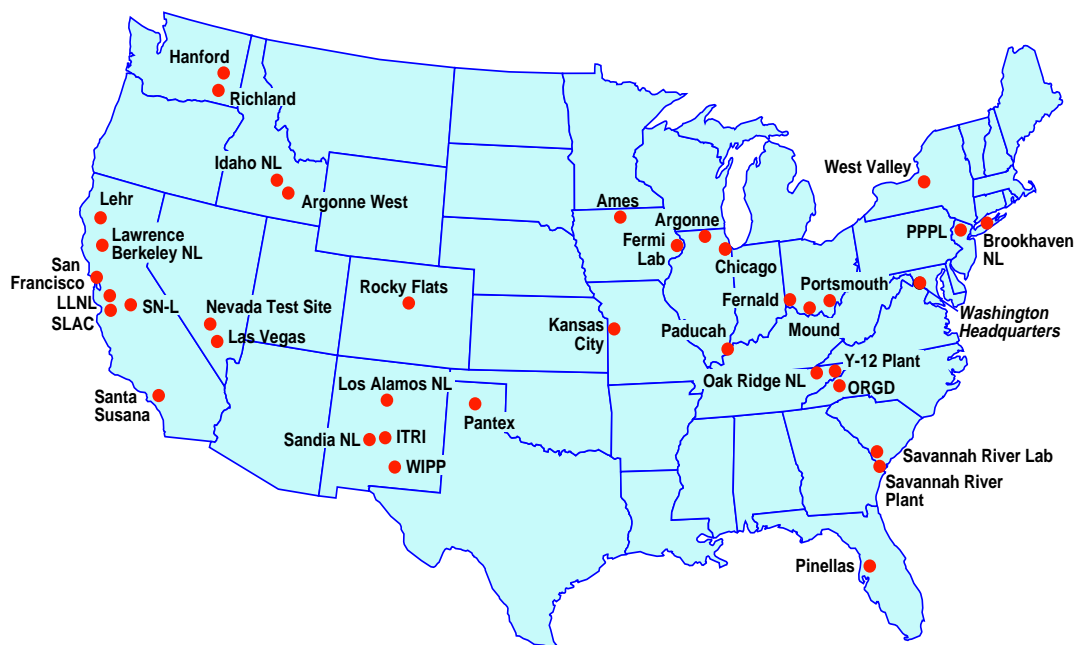 Hanford
Richland
Idaho NL
Argonne West
Lehr
Lawrence
Berkeley NL
San
Francisco
LLNL
SLAC
SN-L
Nevada Test Site
Las Vegas
Santa
Susana
Rocky Flats
Los Alamos NL
Sandia NL
ITRI
WIPP
Pantex
Kansas
City
Ames
Argonne
Fermi
Lab
Chicago
Paducah
Fernald
Mound
Portsmouth
West Valley
PPPL
Brookhaven
NL
Washington
Headquarters
Oak Ridge NL
Y-12 Plant
ORGD
Savannah River Lab
Savannah River
Plant
Pinellas